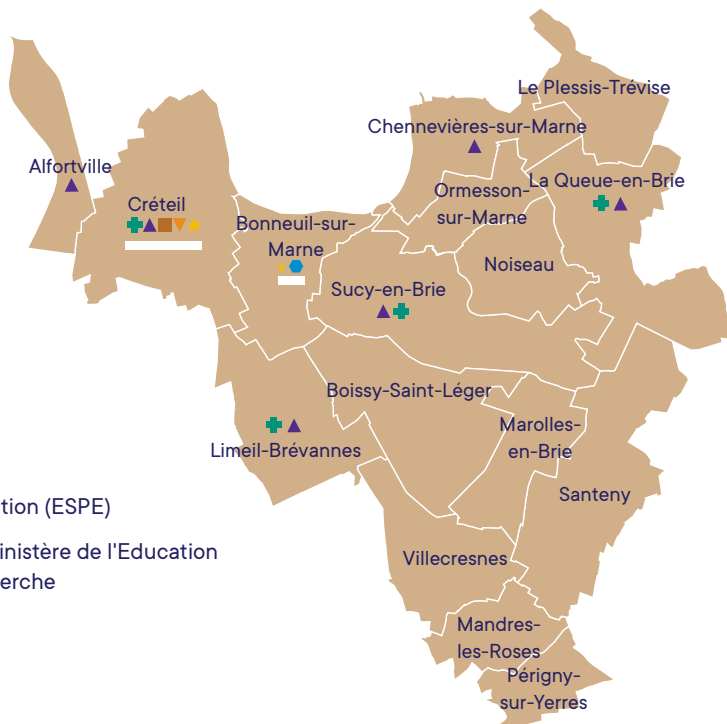 Le Plessis-Trévise
Chennevières-sur-Marne
Alfortville
La Queue-en-Brie
Créteil
Ormesson-
sur-Marne
Bonneuil-sur-
Marne
Noiseau
Sucy-en-Brie
Boissy-Saint-Léger
Marolles-
en-Brie
Limeil-Brévannes
Santeny
tion (ESPE)
inistère de l'Education
erche
Villecresnes
Mandres-
les-Roses
Périgny-
sur-Yerres